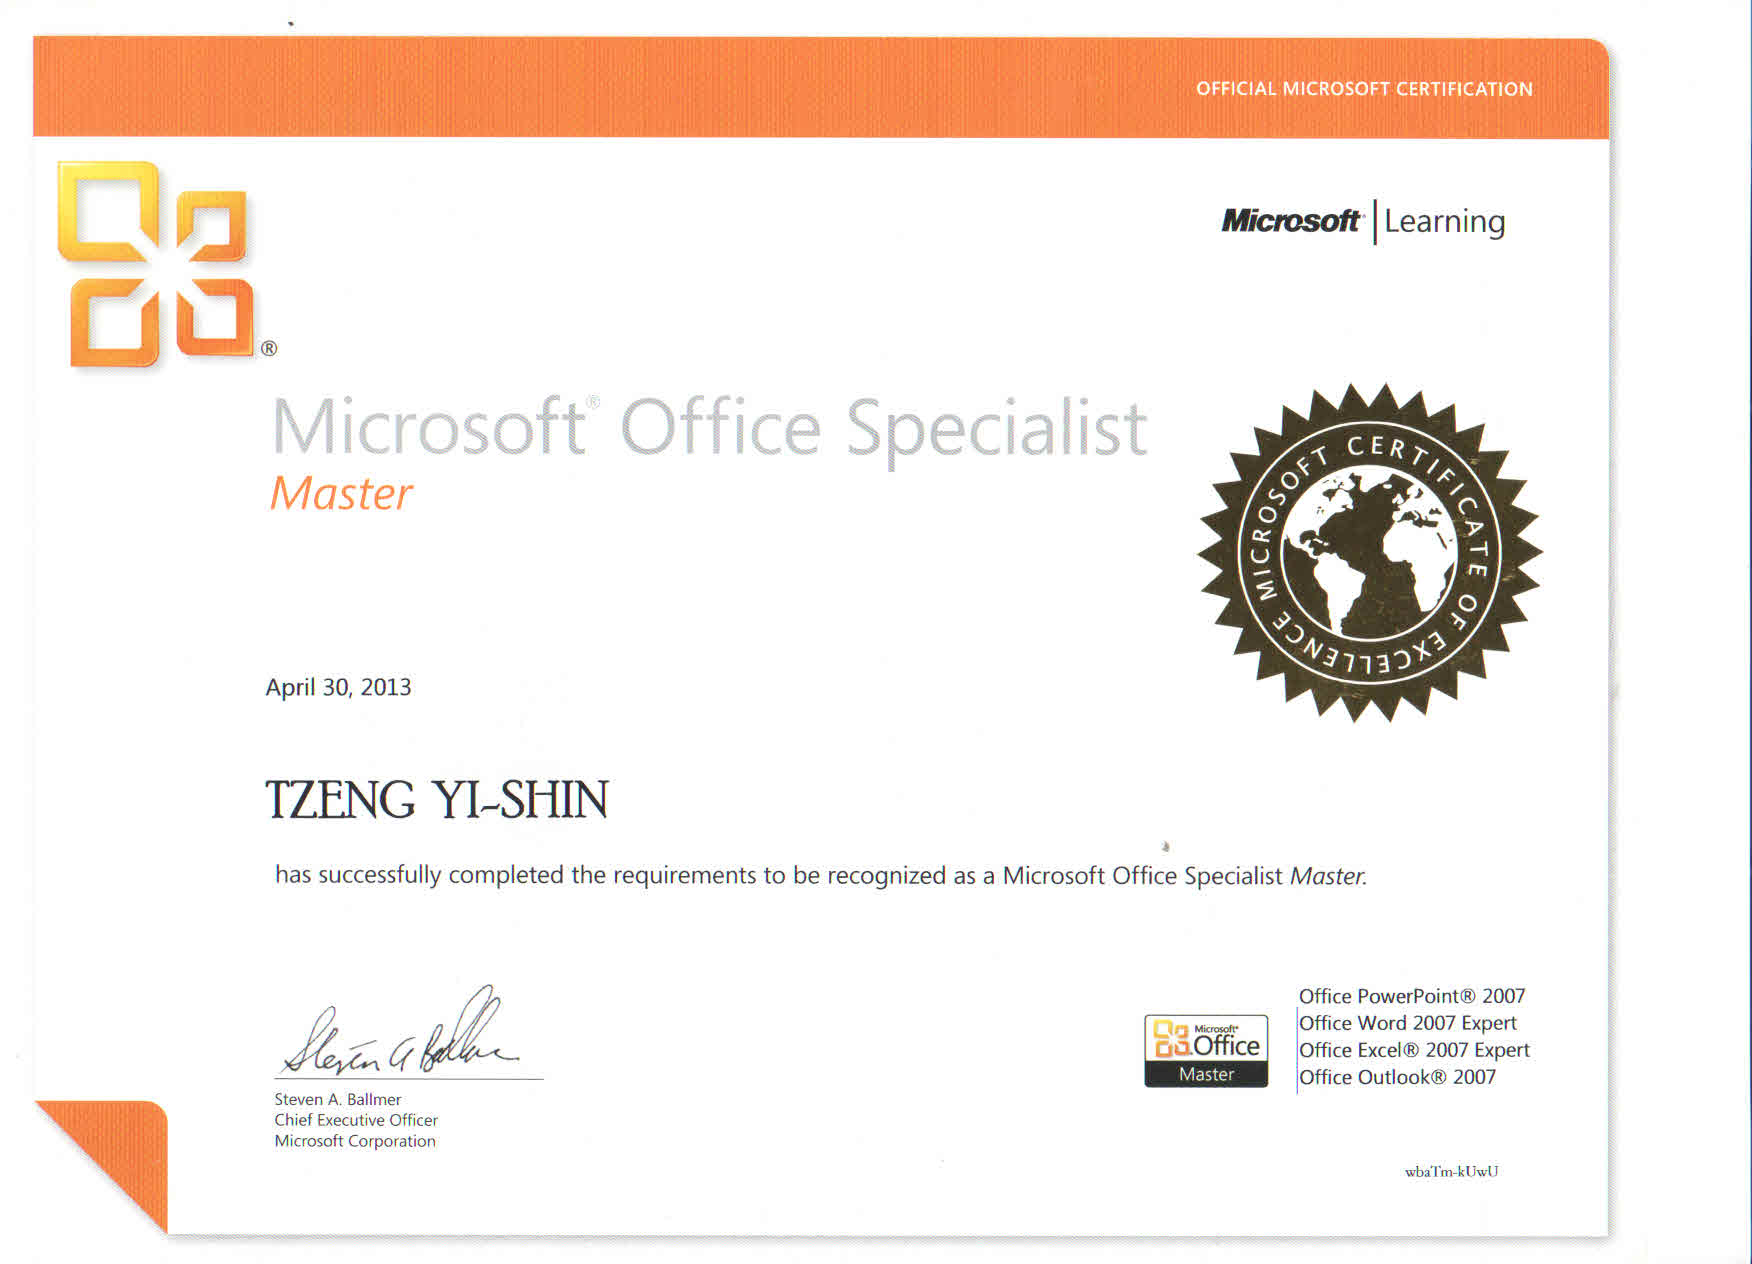 OFFICIAL MICROSOFT CERTIFICATION
Microsoft | Learning
®
Microsoft® Office Specialist
Master
MICROSOFT CERTIFICATE OF EXCELLENCE
April 30, 2013
TZENG YI-SHIN
has successfully completed the requirements to be recognized as a Microsoft Office Specialist Master.
Steven A Ballmer
Steven A. Ballmer
Chief Executive Officer
Microsoft Corporation
Microsoft®
Office
Master
Office PowerPoint® 2007
Office Word 2007 Expert
Office Excel® 2007 Expert
Office Outlook® 2007
wbaTm-kUwU